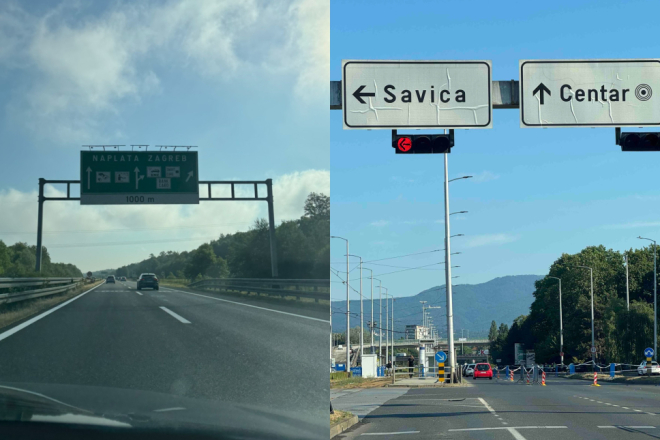 NAPLATA ZAGREB
1000 m
Savica
Centar